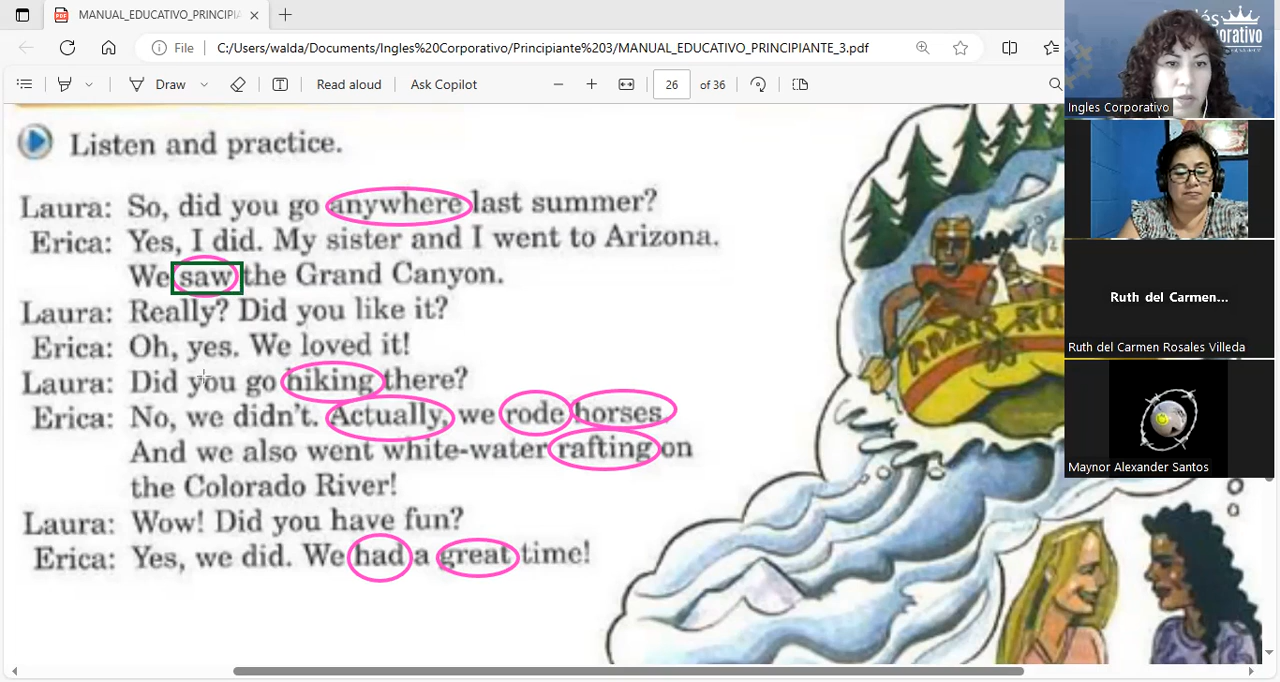 MANUAL_EDUCATIVO_PRINCIPIA
File
C:/Users/walda/Documents/Ingles%20Corporativo/Principante%203/MANUAL_EDUCATIVO_PRINCIPIANTE_3.pdf
Draw
Read aloud
Ask Copilot
26 of 36
Listen and practice.
Laura: So, did you go anywhere last summer?
Erica: Yes, I did. My sister and I went to Arizona.
We saw the Grand Canyon.
Laura: Really? Did you like it?
Erica: Oh, yes. We loved it!
Laura: Did you go hiking there?
Erica: No, we didn't. Actually, we rode horses.
And we also went white-water rafting on
the Colorado River!
Laura: Wow! Did you have fun?
Erica: Yes, we did. We had a great time!
RIVER RU
Ingles Corporativo
Ruth del Carmen...
Ruth del Carmen Rosales Villeda
Maynor Alexander Santos